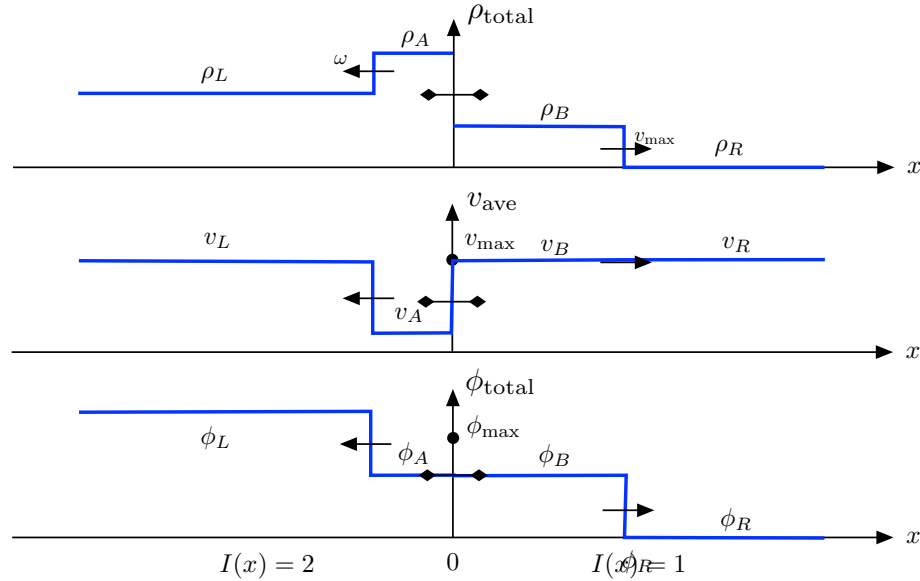 ρ_total
ρ_A
ω
ρ_L
ρ_B
v_max
ρ_R
x
v_ave
v_L
v_max
v_B
v_R
v_A
x
ϕ_total
ϕ_max
ϕ_L
ϕ_A
ϕ_B
ϕ_R
x
I(x) = 2
0
I(x) = 1
ϕ_R